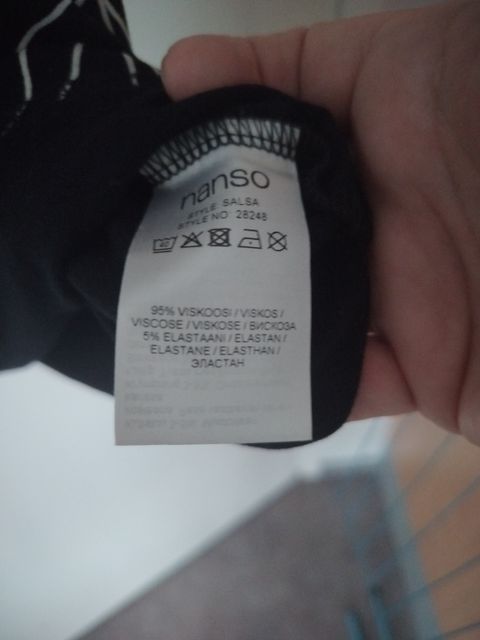 nanso
STYLE: SALSA
STYLE NO: 28248
40
95% VISKOOSI / VISKOS /
VISCOSE / VISKOSE / ВИСКОЗА
5% ELASTAANI / ELASTAN /
ELASTANE / ELASTHAN /
ЭЛАСТАН